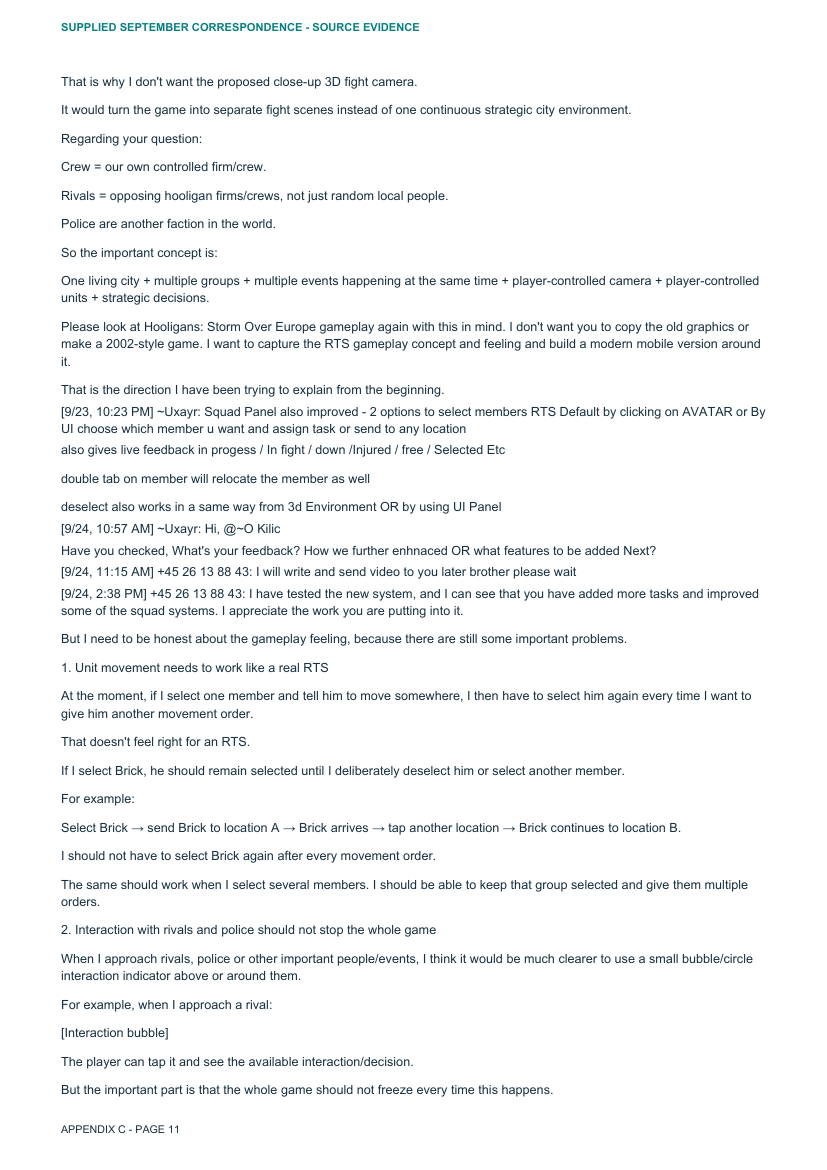 SUPPLIED SEPTEMBER CORRESPONDENCE - SOURCE EVIDENCE
That is why I don't want the proposed close-up 3D fight camera.
It would turn the game into separate fight scenes instead of one continuous strategic city environment.
Regarding your question:
Crew = our own controlled firm/crew.
Rivals = opposing hooligan firms/crews, not just random local people.
Police are another faction in the world.
So the important concept is:
One living city + multiple groups + multiple events happening at the same time + player-controlled camera + player-controlled
units + strategic decisions.
Please look at Hooligans: Storm Over Europe gameplay again with this in mind. I don't want you to copy the old graphics or
make a 2002-style game. I want to capture the RTS gameplay concept and feeling and build a modern mobile version around
it.
That is the direction I have been trying to explain from the beginning.
[9/23, 10:23 PM] ~Uxayr: Squad Panel also improved - 2 options to select members RTS Default by clicking on AVATAR or By
UI choose which member u want and assign task or send to any location
also gives live feedback in progess / In fight / down /Injured / free / Selected Etc
double tab on member will relocate the member as well
deselect also works in a same way from 3d Environment OR by using UI Panel
[9/24, 10:57 AM] ~Uxayr: Hi, @~O Kilic
Have you checked, What's your feedback? How we further enhnaced OR what features to be added Next?
[9/24, 11:15 AM] +45 26 13 88 43: I will write and send video to you later brother please wait
[9/24, 2:38 PM] +45 26 13 88 43: I have tested the new system, and I can see that you have added more tasks and improved
some of the squad systems. I appreciate the work you are putting into it.
But I need to be honest about the gameplay feeling, because there are still some important problems.
1. Unit movement needs to work like a real RTS
At the moment, if I select one member and tell him to move somewhere, I then have to select him again every time I want to
give him another movement order.
That doesn't feel right for an RTS.
If I select Brick, he should remain selected until I deliberately deselect him or select another member.
For example:
Select Brick → send Brick to location A → Brick arrives → tap another location → Brick continues to location B.
I should not have to select Brick again after every movement order.
The same should work when I select several members. I should be able to keep that group selected and give them multiple
orders.
2. Interaction with rivals and police should not stop the whole game
When I approach rivals, police or other important people/events, I think it would be much clearer to use a small bubble/circle
interaction indicator above or around them.
For example, when I approach a rival:
[Interaction bubble]
The player can tap it and see the available interaction/decision.
But the important part is that the whole game should not freeze every time this happens.
APPENDIX C - PAGE 11